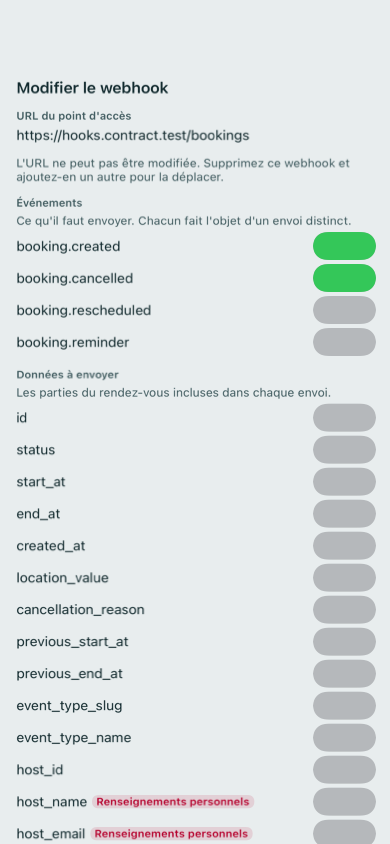 Modifier le webhook
URL du point d'accès
https://hooks.contract.test/bookings
L'URL ne peut pas être modifiée. Supprimez ce webhook et
ajoutez-en un autre pour la déplacer.
Événements
Ce qu'il faut envoyer. Chacun fait l'objet d'un envoi distinct.
booking.created
booking.cancelled
booking.rescheduled
booking.reminder
Données à envoyer
Les parties du rendez-vous incluses dans chaque envoi.
id
status
start_at
end_at
created_at
location_value
cancellation_reason
previous_start_at
previous_end_at
event_type_slug
event_type_name
host_id
host_name Renseignements personnels
host_email Renseignements personnels